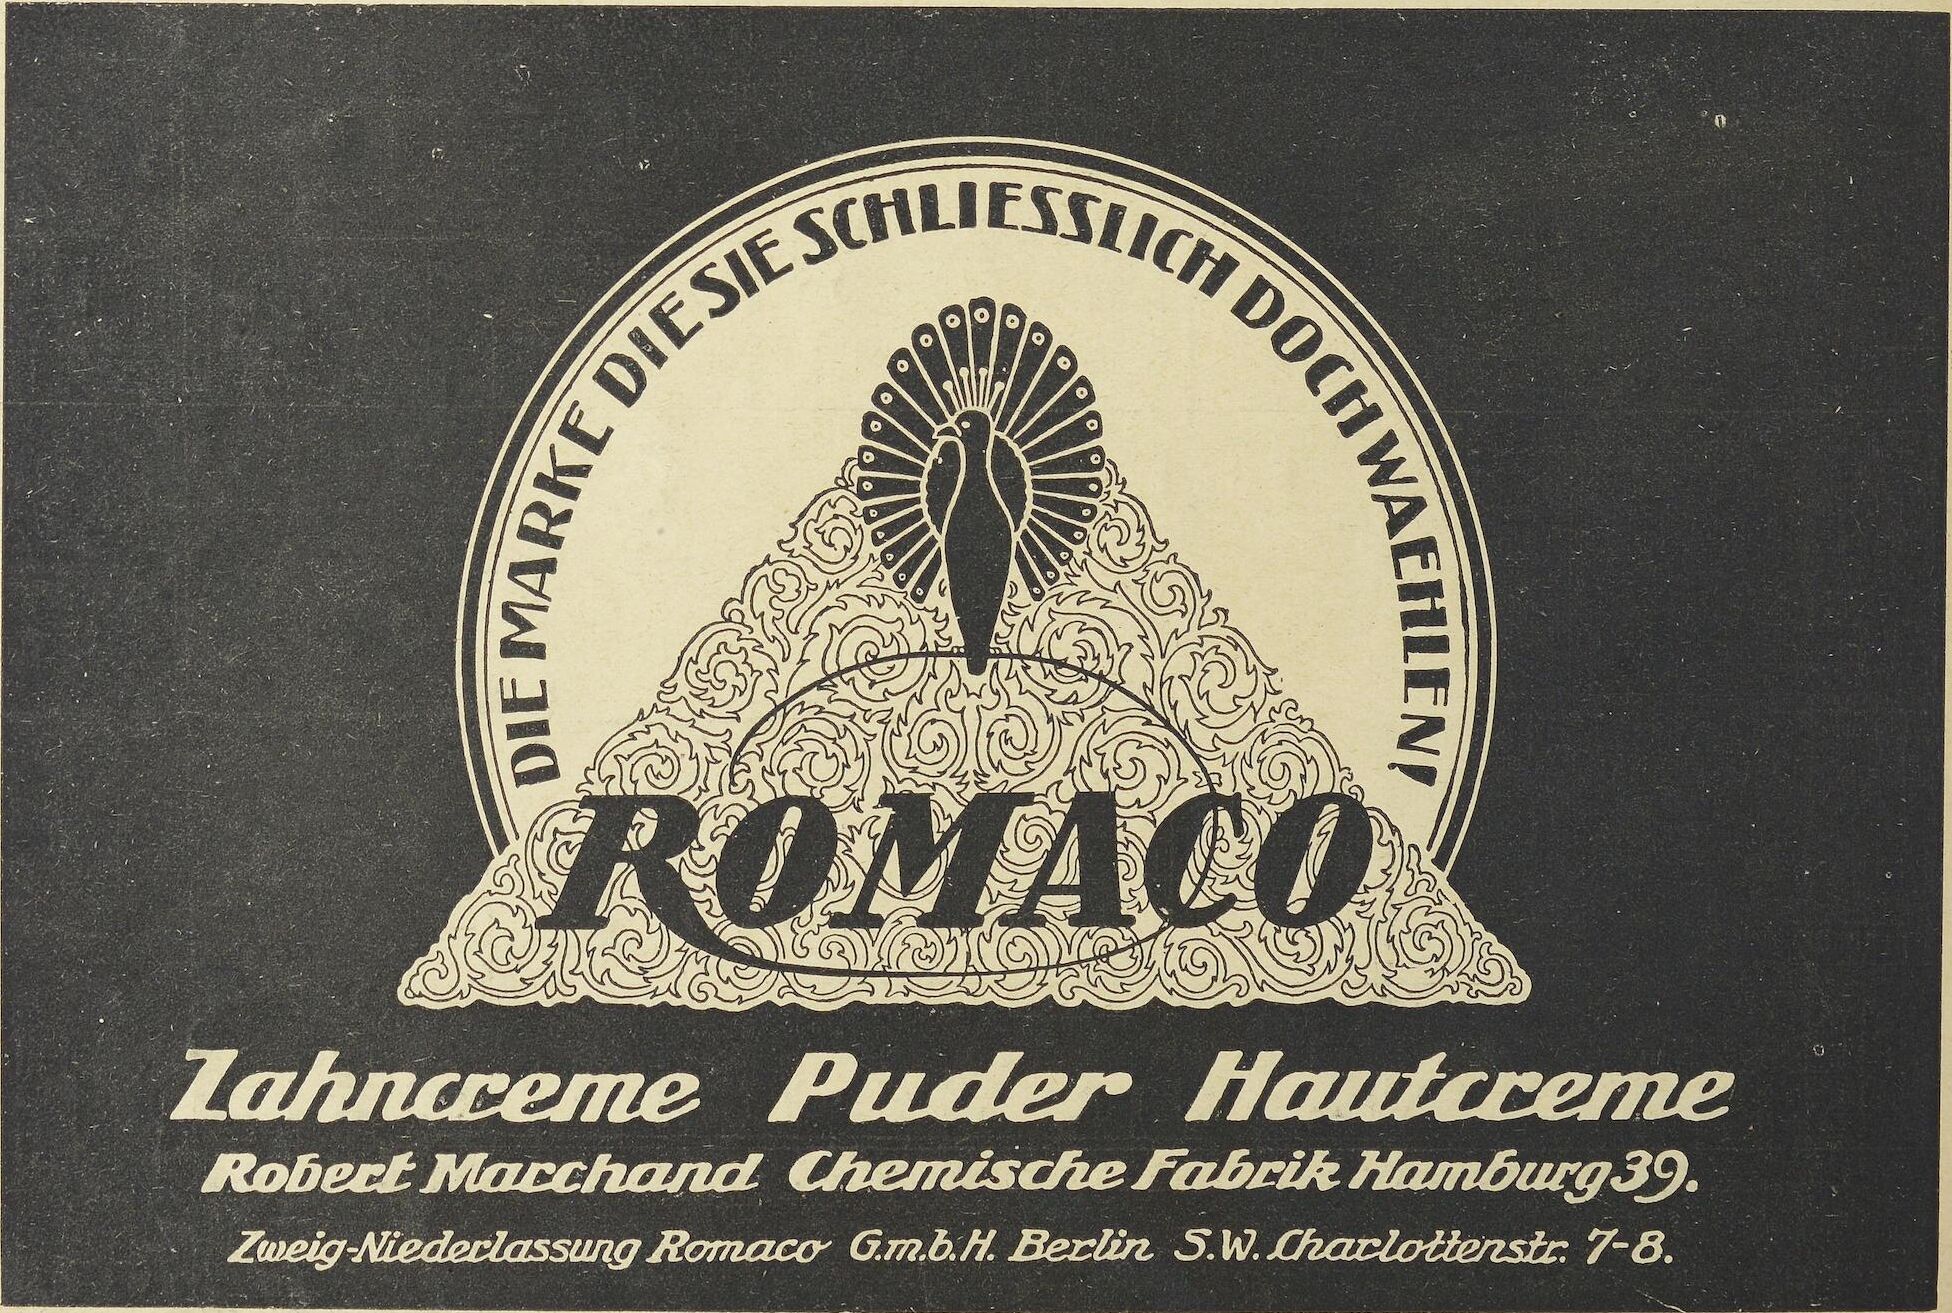 DIE MARKE DIE SIE SCHLIESSLICH DOCH WAEHLEN!
ROMACO
Zahncreme Puder Hautcreme
Robert Marchand Chemische Fabrik Hamburg 39.
Zweig-Niederlassung Romaco G.m.b.H. Berlin S.W. Charlottenstr. 7-8.